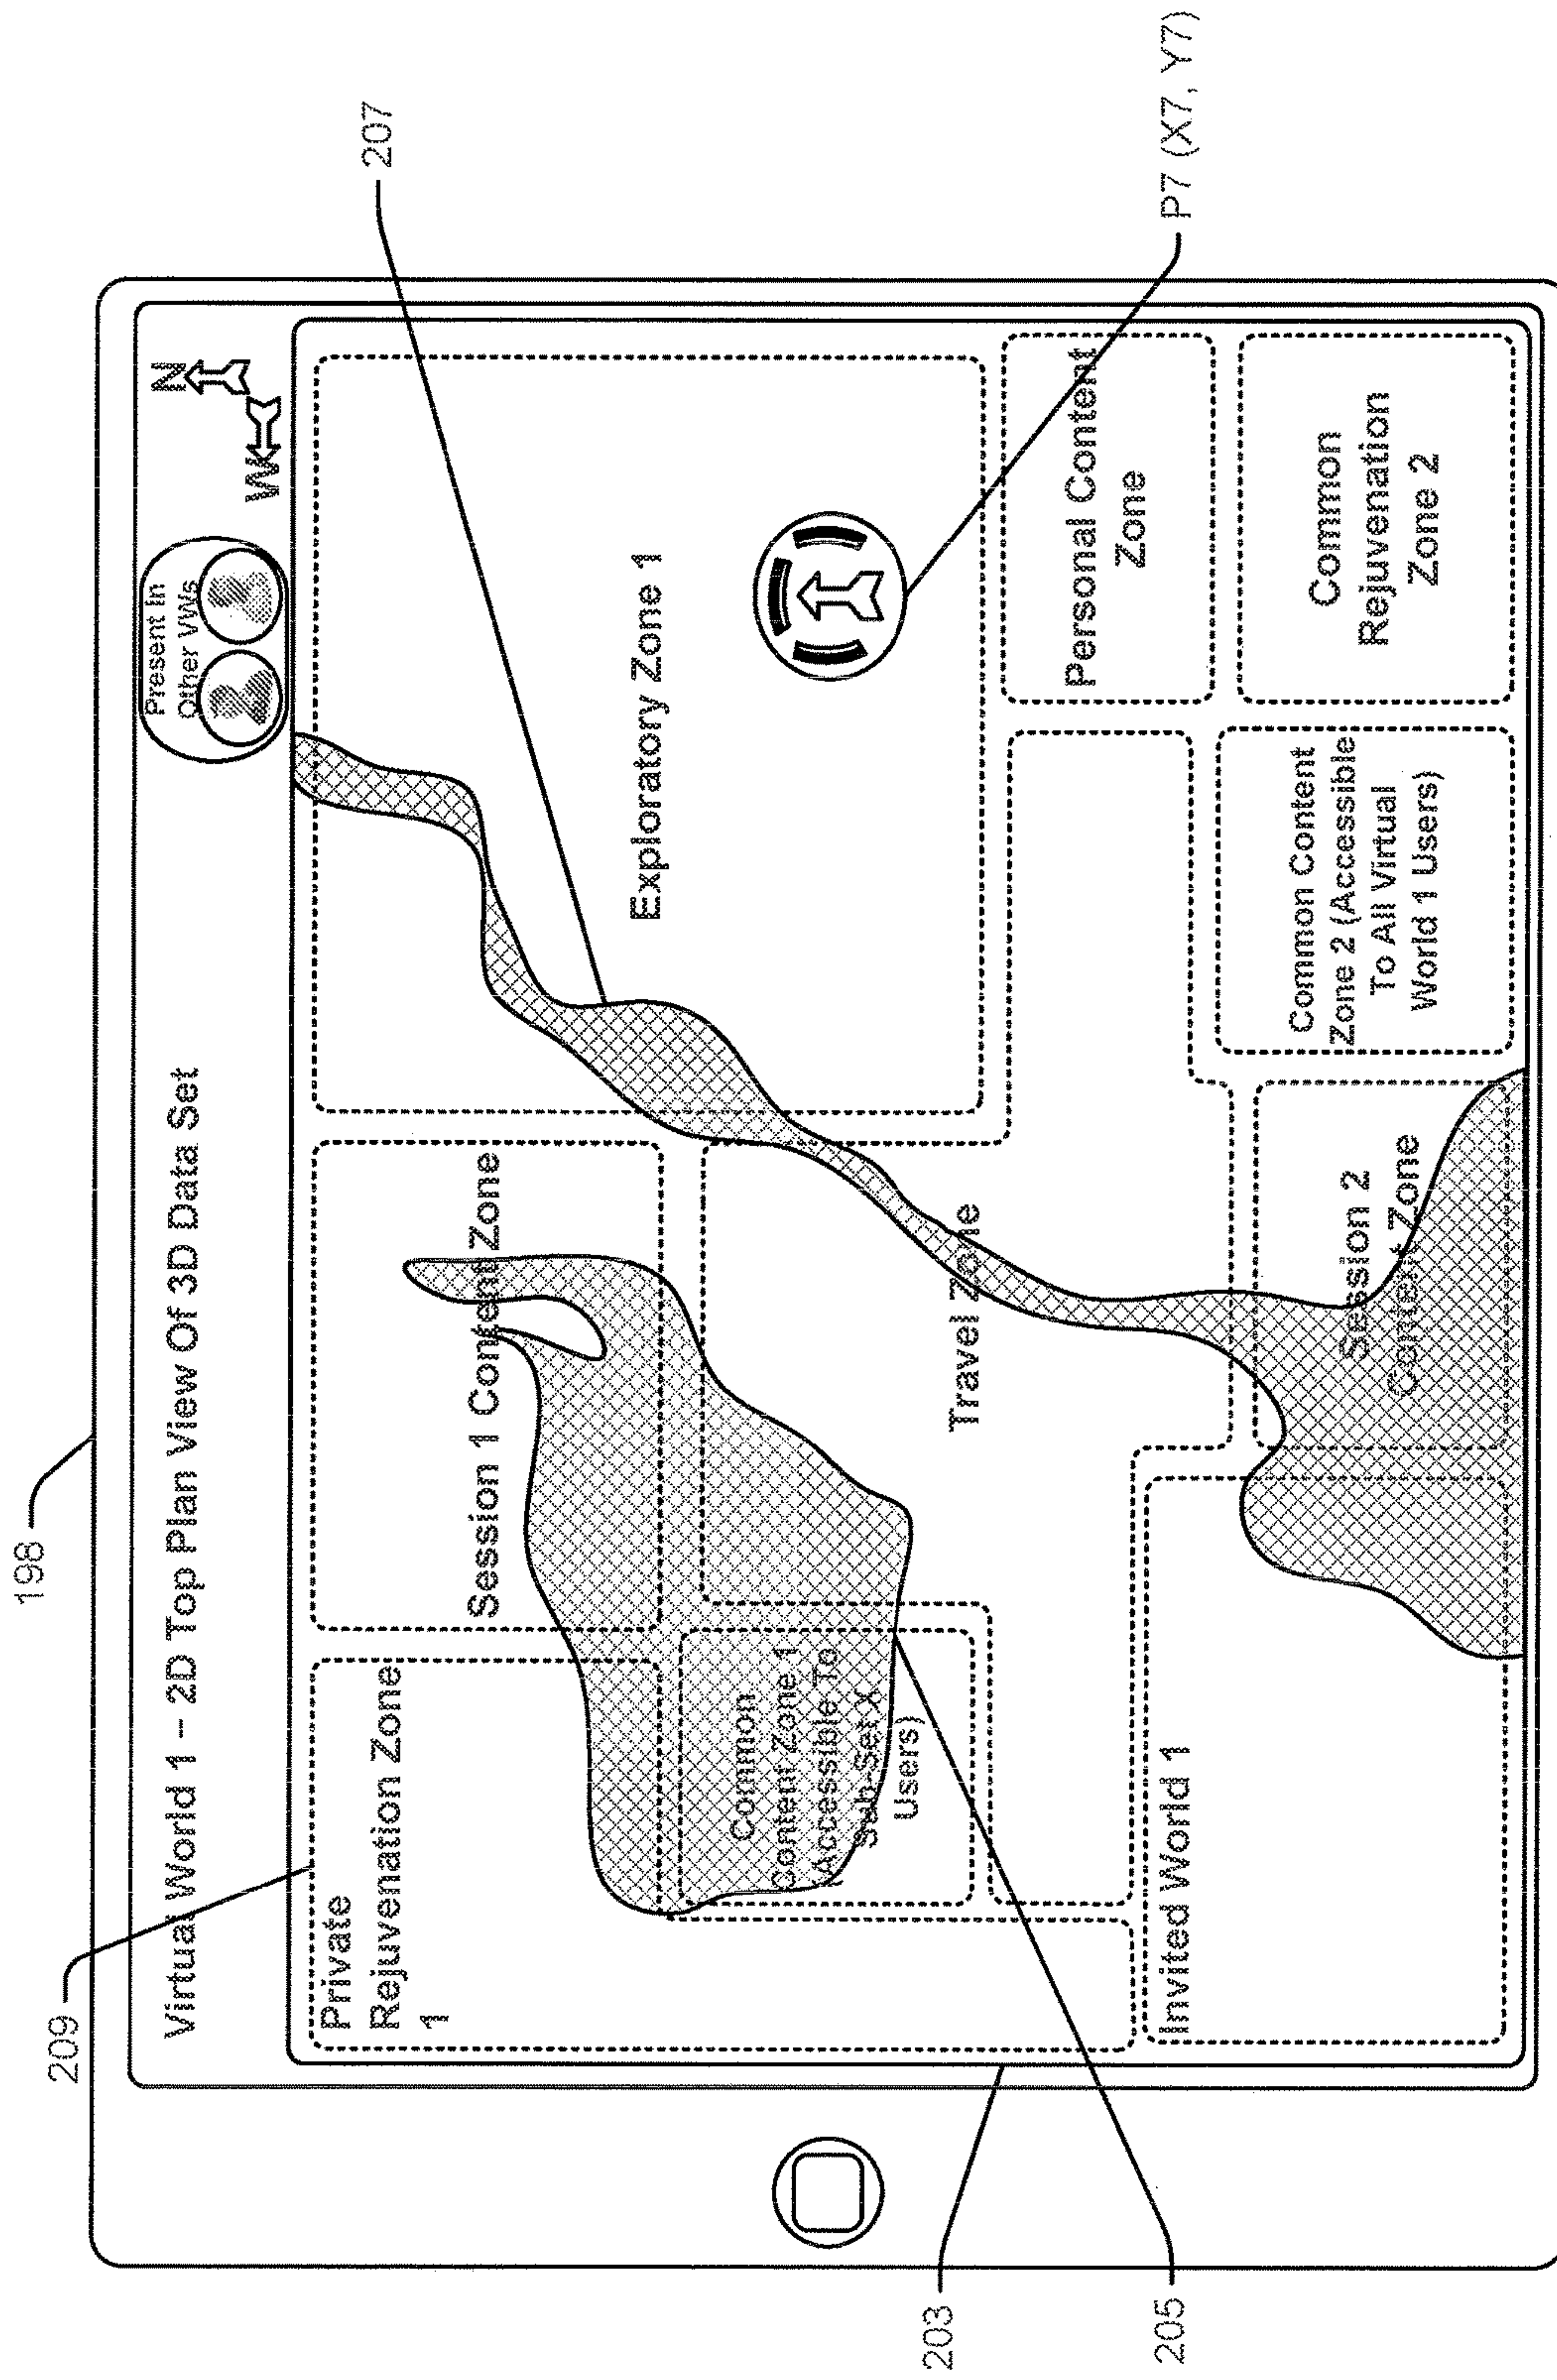 198
209
207
Virtual World 1 – 2D Top Plan View Of 3D Data Set
Present In
Other VWs
N
W
Private
Rejuvenation Zone
1
Session 1 Content Zone
Exploratory Zone 1
Common
Content Zone 1
(Accessible To
Sub-Set X
Users)
Travel Zone
Personal Content
Zone
Invited World 1
Session 2
Content Zone
Common Content
Zone 2 (Accessible
To All Virtual
World 1 Users)
Common
Rejuvenation
Zone 2
203
205
P7 (X7, Y7)